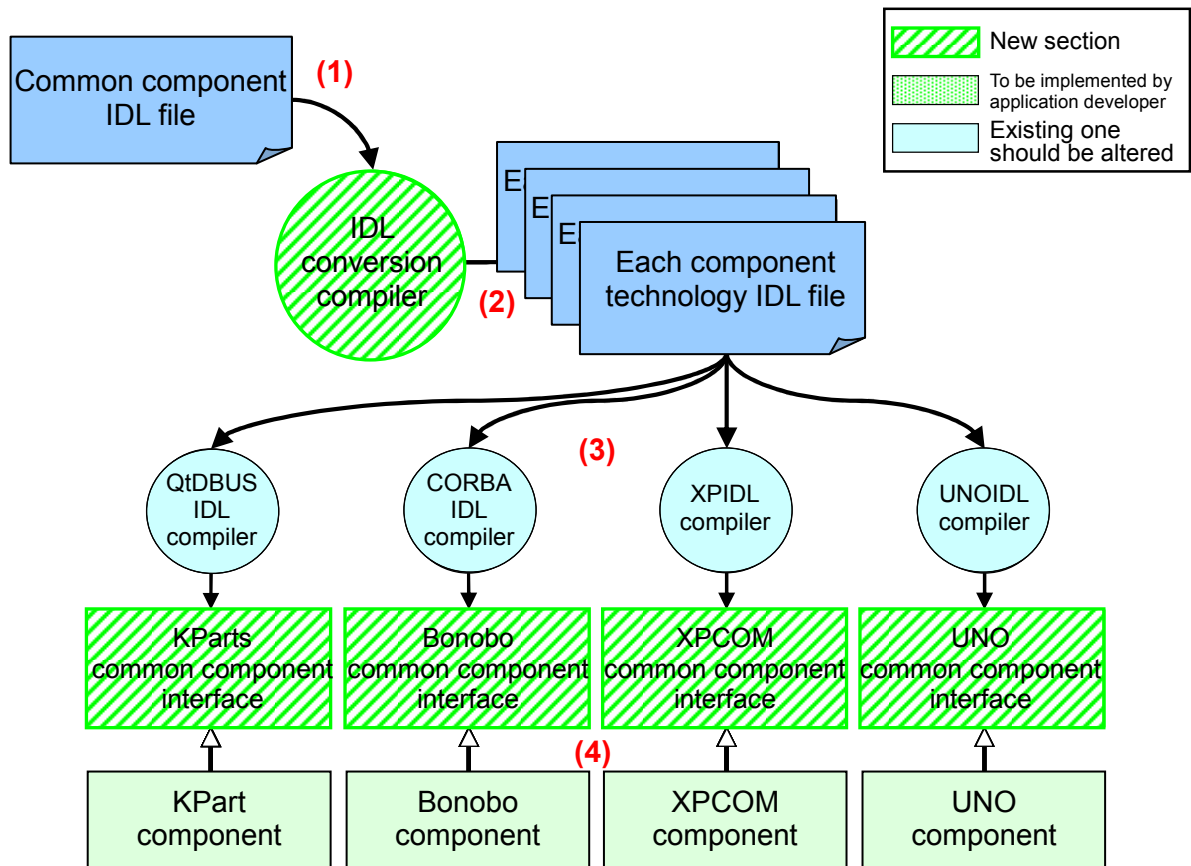 Common component
IDL file
(1)
New section
To be implemented by
application developer
Existing one
should be altered
IDL
conversion
compiler
(2)
Ea
E
Ea
Each component
technology IDL file
(3)
QtDBUS
IDL
compiler
CORBA
IDL
compiler
XPIDL
compiler
UNOIDL
compiler
KParts
common component
interface
Bonobo
common component
interface
XPCOM
common component
interface
UNO
common component
interface
(4)
KPart
component
Bonobo
component
XPCOM
component
UNO
component